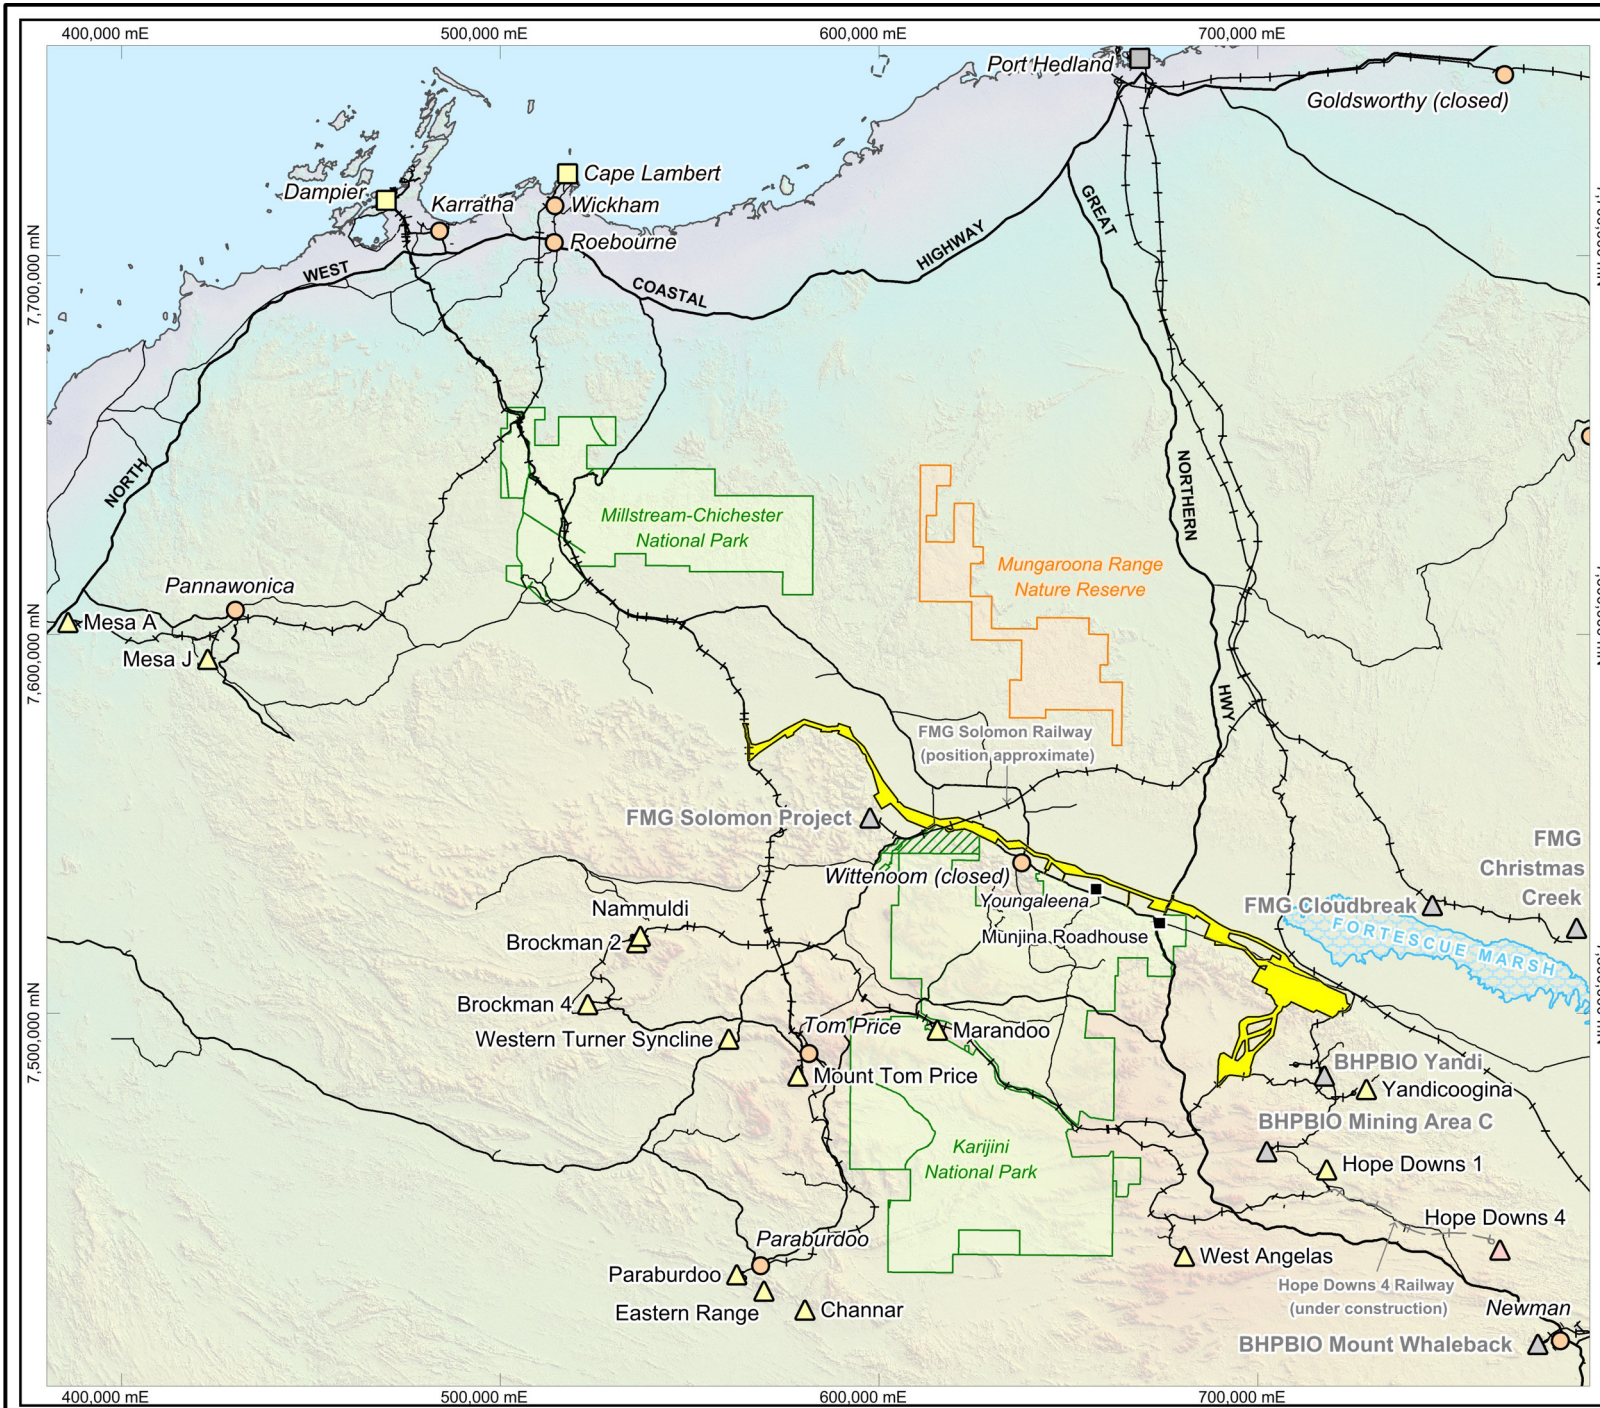 400,000 mE
500,000 mE
600,000 mE
700,000 mE
Port Hedland
Goldsworthy (closed)
Cape Lambert
Dampier
Karratha
Wickham
Roebourne
GREAT
HIGHWAY
WEST
COASTAL
7,700,000 mN
NORTH
NORTHERN
Millstream-Chichester
National Park
Mungaroona Range
Nature Reserve
Pannawonica
Mesa A
Mesa J
7,600,000 mN
HWY
FMG Solomon Railway
(position approximate)
FMG Solomon Project
FMG
Christmas
Creek
Wittenoom (closed)
Youngaleena
FMG Cloudbreak
Nammuldi
Brockman 2
Munjina Roadhouse
FORTESCUE MARSH
Brockman 4
7,500,000 mN
Tom Price
Marandoo
Western Turner Syncline
BHPBIO Yandi
Mount Tom Price
Yandicoogina
BHPBIO Mining Area C
Karijini
National Park
Hope Downs 1
Hope Downs 4
Paraburdoo
West Angelas
Paraburdoo
Hope Downs 4 Railway
(under construction)
Eastern Range
Channar
Newman
BHPBIO Mount Whaleback
400,000 mE
500,000 mE
600,000 mE
700,000 mE